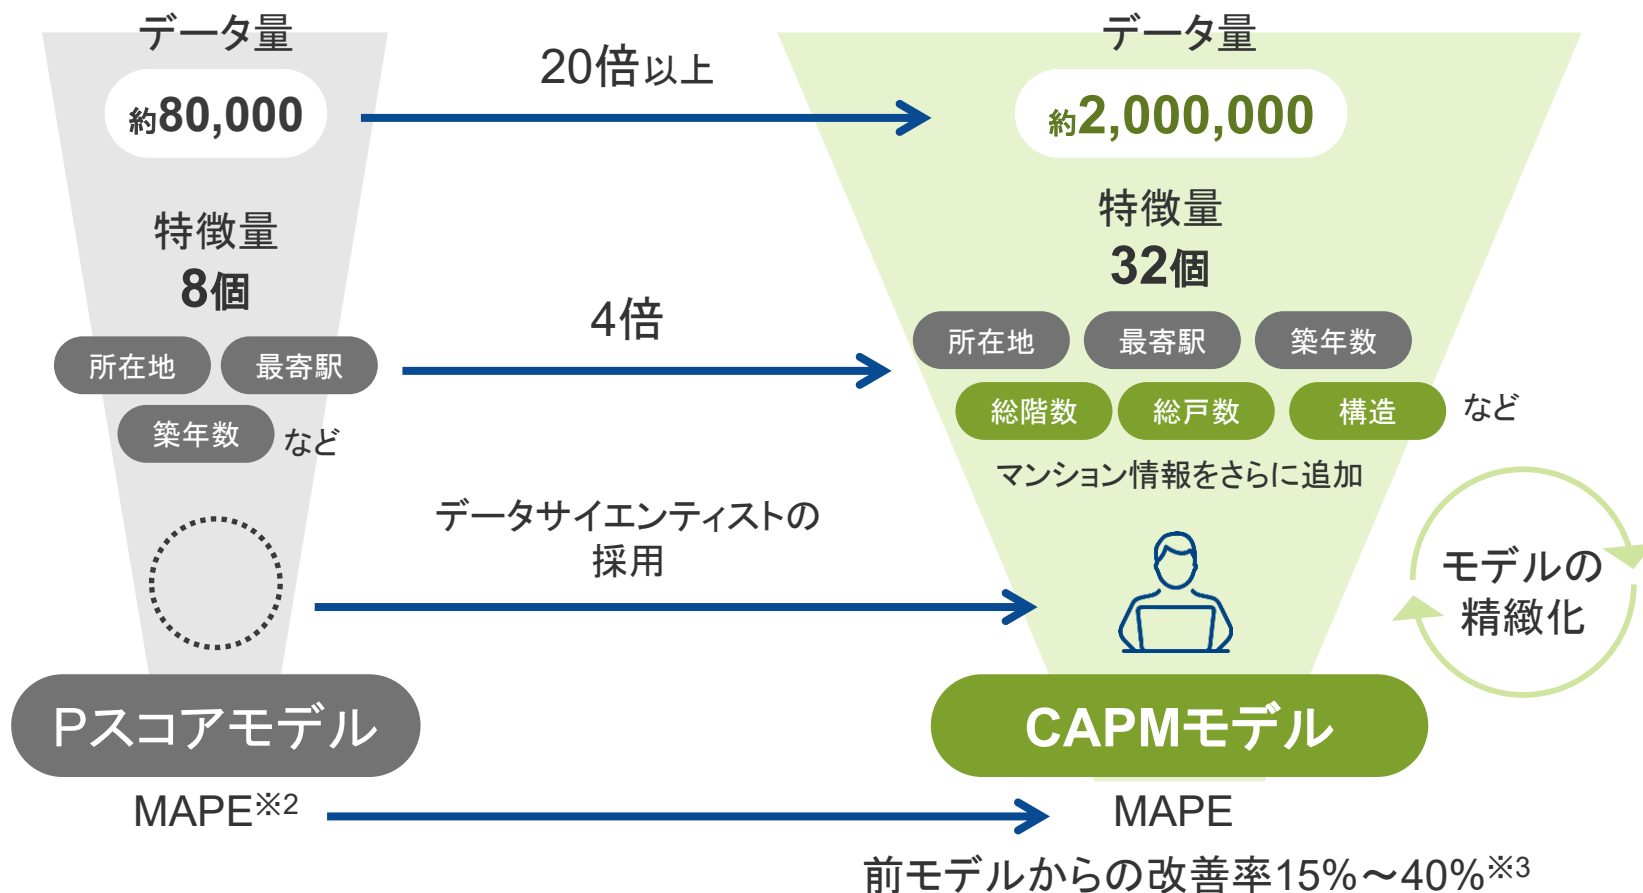 データ量
約80,000
特徴量
8個
所在地
最寄駅
築年数
など
Pスコアモデル
MAPE※2
20倍以上
4倍
データサイエンティストの
採用
データ量
約2,000,000
特徴量
32個
所在地
最寄駅
築年数
総階数
総戸数
構造
など
マンション情報をさらに追加
モデルの
精緻化
CAPMモデル
MAPE
前モデルからの改善率15%～40%※3